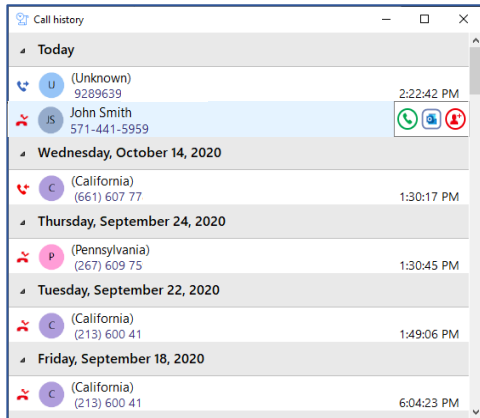 Call history
Today
U (Unknown)
9289639 2:22:42 PM
JS John Smith
571-441-5959
Wednesday, October 14, 2020
C (California)
(661) 607 77 1:30:17 PM
Thursday, September 24, 2020
P (Pennsylvania)
(267) 609 75 1:30:45 PM
Tuesday, September 22, 2020
C (California)
(213) 600 41 1:49:06 PM
Friday, September 18, 2020
C (California)
(213) 600 41 6:04:23 PM